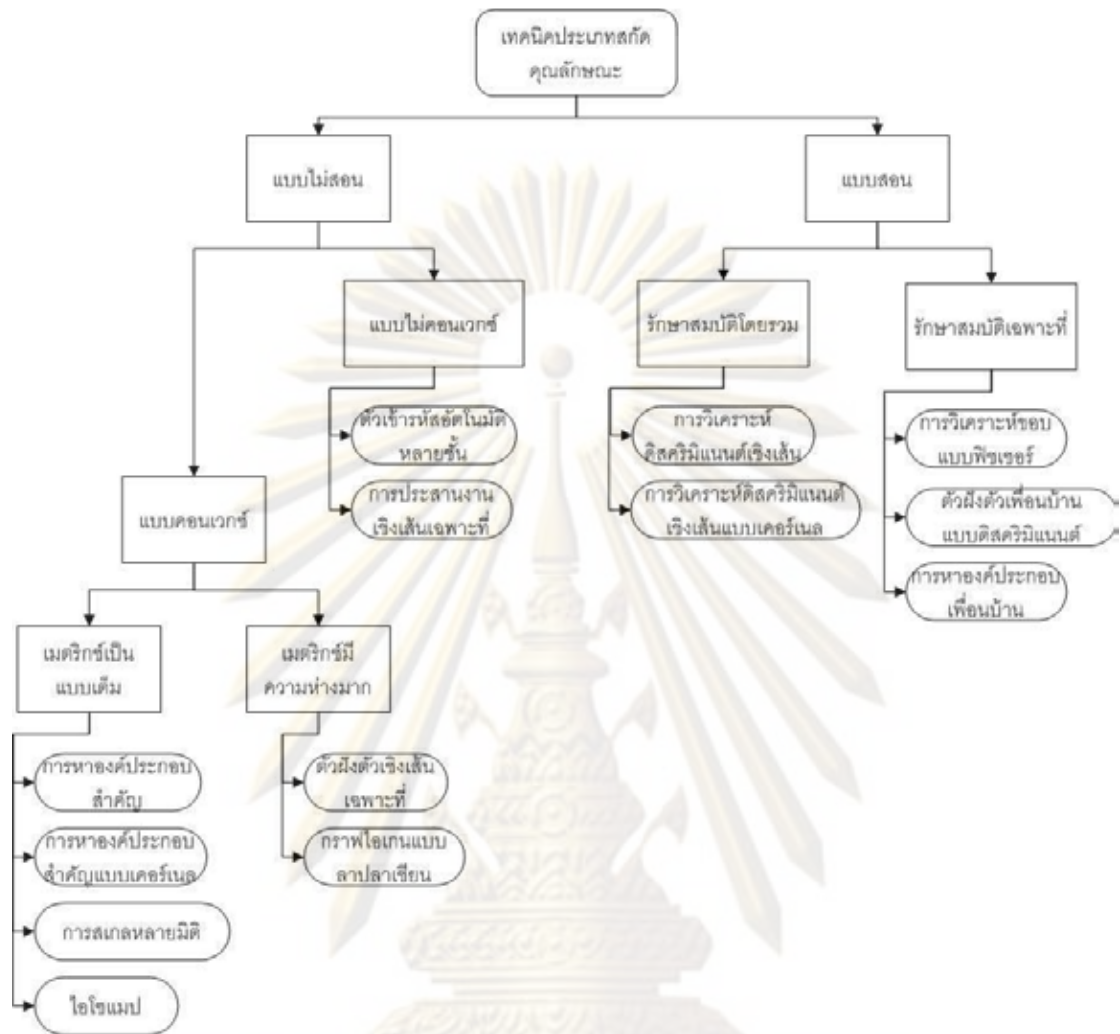 เทคนิคประเภทสกัด
คุณลักษณะ
แบบไม่สอน
แบบสอน
แบบไม่คอนเวกซ์
รักษาสมบัติโดยรวม
รักษาสมบัติเฉพาะที่
ตัวเข้ารหัสอัตโนมัติ
หลายชั้น
การประสานงาน
เชิงเส้นเฉพาะที่
การวิเคราะห์
ดิสคริมิแนนต์เชิงเส้น
การวิเคราะห์ดิสคริมิแนนต์
เชิงเส้นแบบเคอร์เนล
การวิเคราะห์ขอบ
แบบฟิชเชอร์
ตัวฝังตัวเพื่อนบ้าน
แบบดิสคริมิแนนต์
การหาองค์ประกอบ
เพื่อนบ้าน
แบบคอนเวกซ์
เมตริกซ์เป็น
แบบเต็ม
เมตริกซ์มี
ความห่างมาก
การหาองค์ประกอบ
สำคัญ
การหาองค์ประกอบ
สำคัญแบบเคอร์เนล
การสเกลหลายมิติ
ไอโซแมป
ตัวฝังตัวเชิงเส้น
เฉพาะที่
กราฟไอเกนแบบ
ลาปลาเซียน